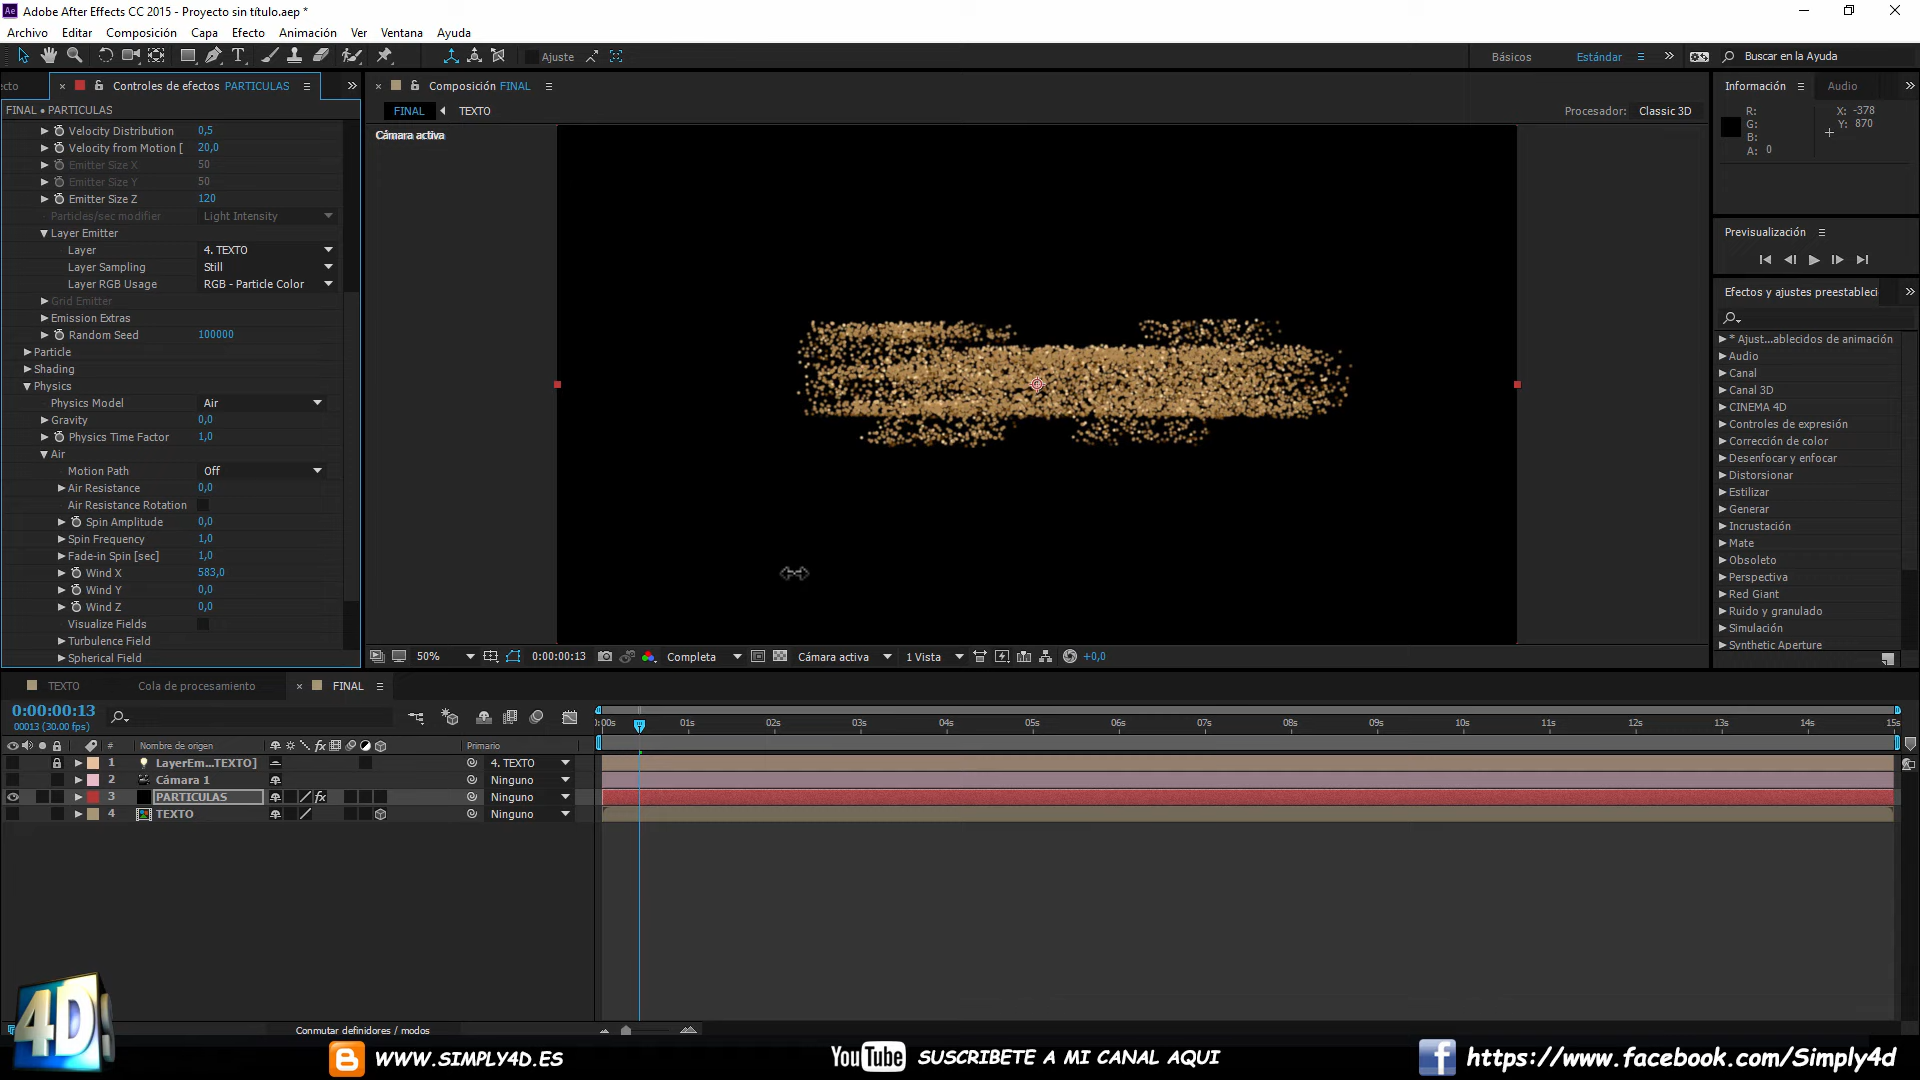 Adobe After Effects CC 2015 - Proyecto sin título.aep *
Archivo Editar Composición Capa Efecto Animación Ver Ventana Ayuda
Ajuste Básicos Estándar Buscar en la Ayuda
ecto Controles de efectos PARTICULAS
FINAL • PARTICULAS
Velocity Distribution 0,5
Velocity from Motion [ 20,0
Emitter Size X 50
Emitter Size Y 50
Emitter Size Z 120
Particles/sec modifier Light Intensity
Layer Emitter
Layer 4. TEXTO
Layer Sampling Still
Layer RGB Usage RGB - Particle Color
Grid Emitter
Emission Extras
Random Seed 100000
Particle
Shading
Physics
Physics Model Air
Gravity 0,0
Physics Time Factor 1,0
Air
Motion Path Off
Air Resistance 0,0
Air Resistance Rotation
Spin Amplitude 0,0
Spin Frequency 1,0
Fade-in Spin [sec] 1,0
Wind X 583,0
Wind Y 0,0
Wind Z 0,0
Visualize Fields
Turbulence Field
Spherical Field
Composición FINAL
FINAL TEXTO
Procesador: Classic 3D
Cámara activa
50% 0:00:00:13 Completa Cámara activa 1 Vista +0,0
Información Audio
R: X: -378
G: Y: 870
B:
A: 0
Previsualización
Efectos y ajustes preestableci
* Ajust...ablecidos de animación
Audio
Canal
Canal 3D
CINEMA 4D
Controles de expresión
Corrección de color
Desenfocar y enfocar
Distorsionar
Estilizar
Generar
Incrustación
Mate
Obsoleto
Perspectiva
Red Giant
Ruido y granulado
Simulación
Synthetic Aperture
TEXTO Cola de procesamiento FINAL
0:00:00:13
00013 (30.00 fps)
:00s 01s 02s 03s 04s 05s 06s 07s 08s 09s 10s 11s 12s 13s 14s 15s
# Nombre de origen fx Primario
1 LayerEm...TEXTO] 4. TEXTO
2 Cámara 1 Ninguno
3 PARTICULAS fx Ninguno
4 TEXTO Ninguno
Conmutar definidores / modos
4D
WWW.SIMPLY4D.ES
YouTube SUSCRIBETE A MI CANAL AQUI
f https://www.facebook.com/Simply4d